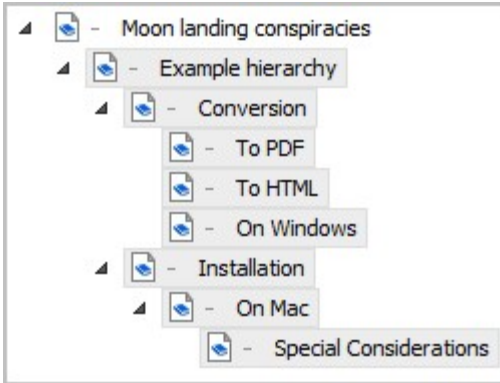 - Moon landing conspiracies
- Example hierarchy
- Conversion
- To PDF
- To HTML
- On Windows
- Installation
- On Mac
- Special Considerations